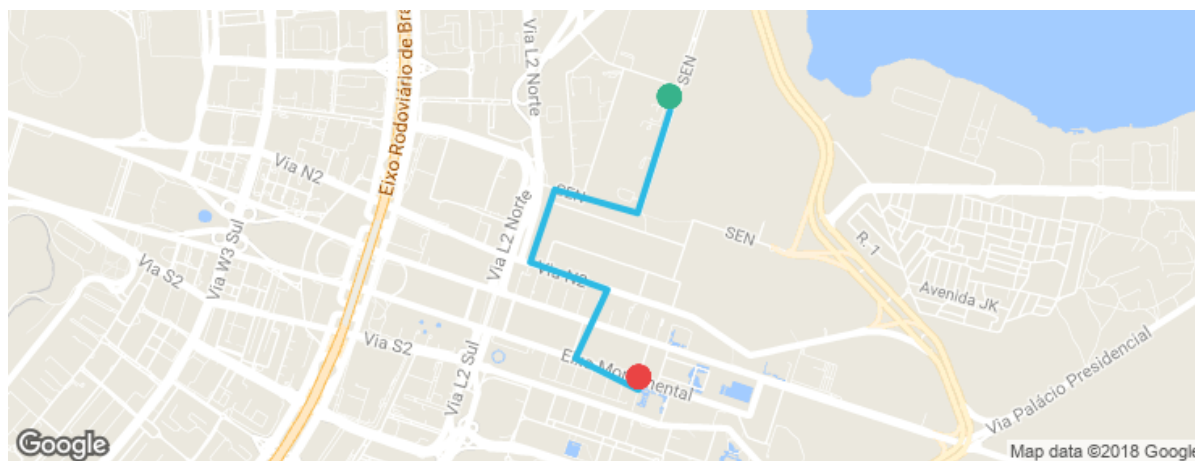 Via L2 Norte
SEN
Eixo Rodoviário de Bra
Via N2
SEN
Via L2 Norte
Via W3 Sul
SEN
R. 1
Via S2
Via N2
Avenida JK
Via S2
Eixo Monumental
Via L2 Sul
Via Palácio Presidencial
Google
Map data ©2018 Google